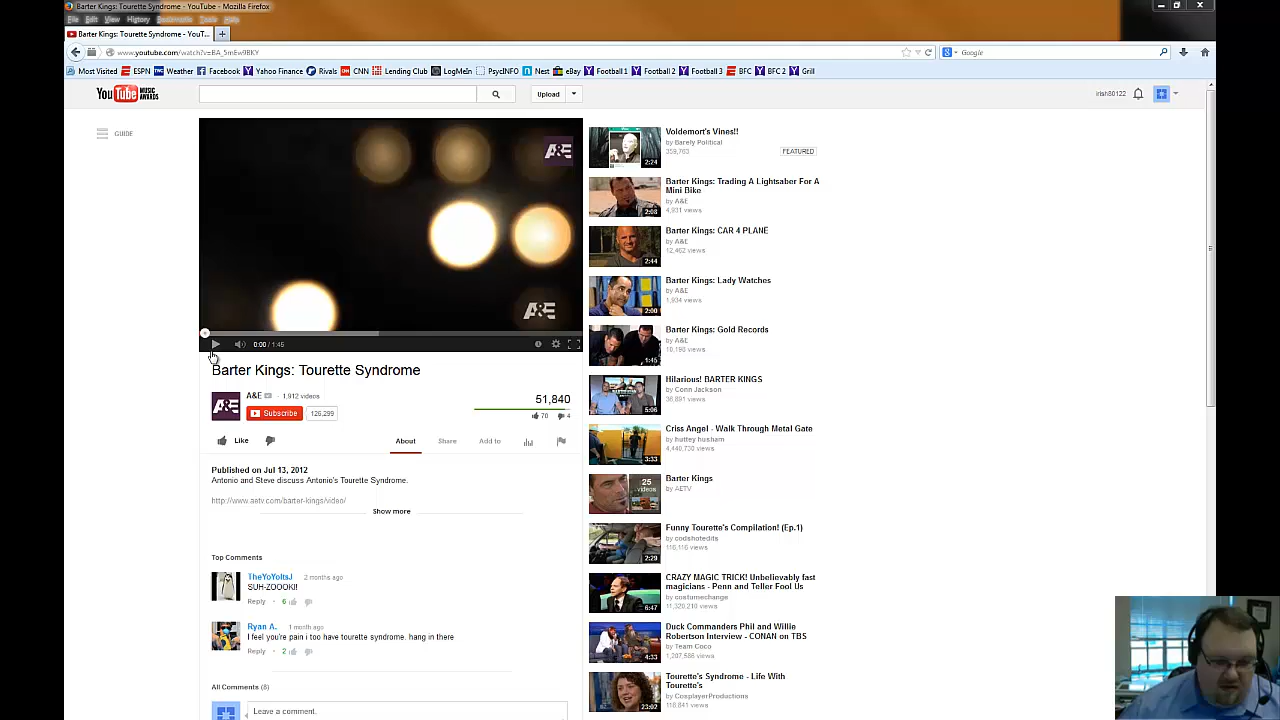 Barter Kings: Tourette Syndrome - YouTube - Mozilla Firefox
File Edit View History Bookmarks Tools Help
Barter Kings: Tourette Syndrome - YouT...
www.youtube.com/watch?v=BA_5mEw9BKY
Google
Most Visited ESPN Weather Facebook Yahoo Finance Rivals CNN Lending Club LogMeIn PsychINFO Nest eBay Football 1 Football 2 Football 3 BFC BFC 2 Grill
YouTube MUSIC AWARDS
Upload
irish80122
GUIDE
A&E
A&E
0:00 / 1:45
Barter Kings: Tourette Syndrome
A&E
A&E · 1,912 videos
Subscribe 126,299
51,840
70 4
Like
About Share Add to
Published on Jul 13, 2012
Antonio and Steve discuss Antonio's Tourette Syndrome.
http://www.aetv.com/barter-kings/video/
Show more
Top Comments
TheYoYoItsJ 2 months ago
SUH-ZOOKI!
Reply · 6
Ryan A. 1 month ago
I feel you're pain i too have tourette syndrome. hang in there
Reply · 2
All Comments (8)
Leave a comment.
Voldemort's Vines!!
by Barely Political
359,763
FEATURED
2:24
Barter Kings: Trading A Lightsaber For A
Mini Bike
by A&E
4,931 views
2:08
Barter Kings: CAR 4 PLANE
by A&E
12,462 views
2:44
Barter Kings: Lady Watches
by A&E
1,934 views
2:00
Barter Kings: Gold Records
by A&E
10,198 views
1:45
Hilarious! BARTER KINGS
by Conn Jackson
36,891 views
5:06
Criss Angel - Walk Through Metal Gate
by huttey husham
4,440,730 views
3:33
Barter Kings
by AETV
25
videos
Funny Tourette's Compilation! (Ep.1)
by codshotedits
116,116 views
2:29
CRAZY MAGIC TRICK! Unbelievably fast
magicians - Penn and Teller Fool Us
by costumechange
11,320,210 views
6:47
Duck Commanders Phil and Willie
Robertson Interview - CONAN on TBS
by Team Coco
1,207,586 views
4:33
Tourette's Syndrome - Life With
Tourette's
by CosplayerProductions
118,841 views
23:02